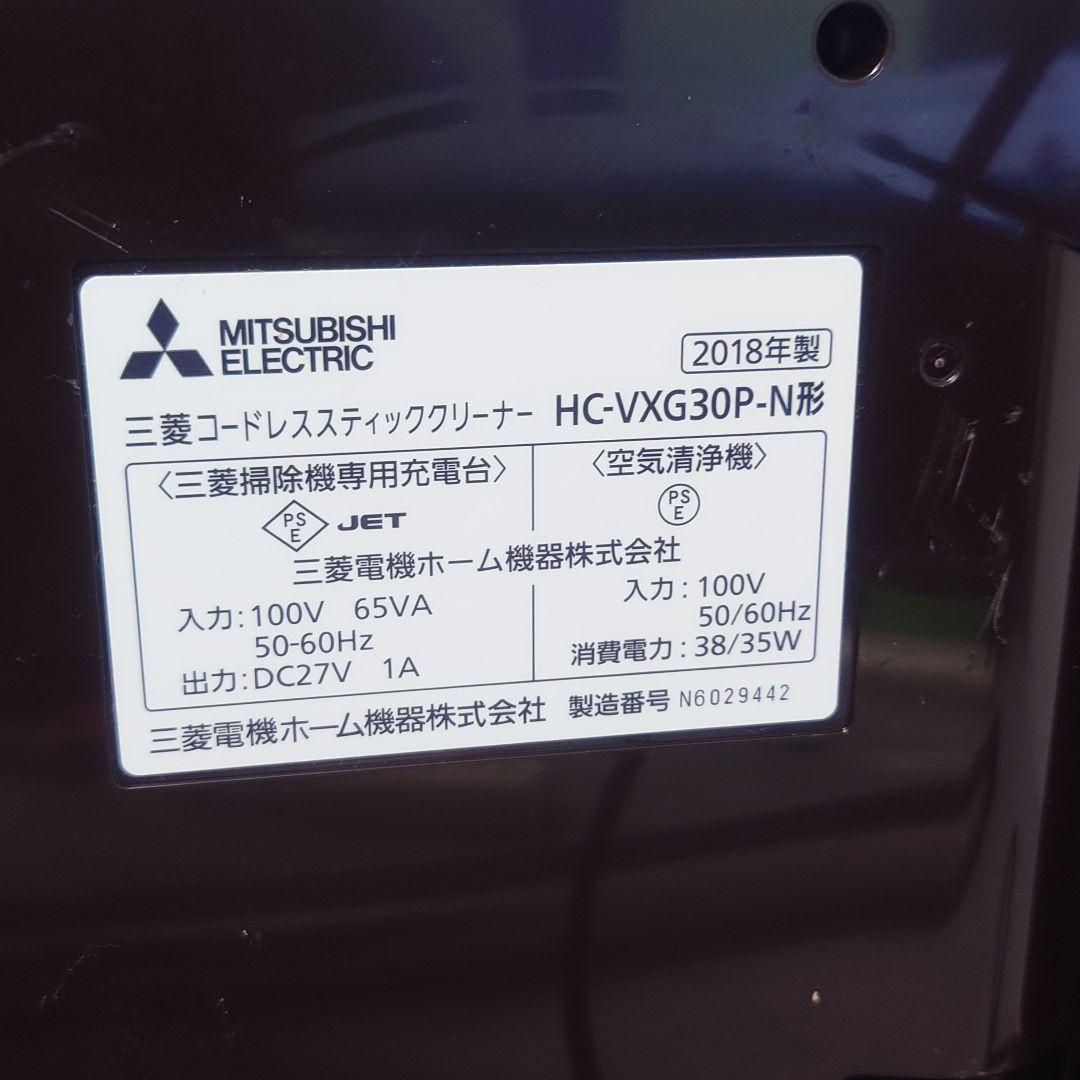 MITSUBISHI
ELECTRIC
2018年製
三菱コードレススティッククリーナー HC-VXG30P-N形
〈三菱掃除機専用充電台〉
PS
E
JET
〈空気清浄機〉
PS
E
三菱電機ホーム機器株式会社
入力:100V 65VA
50-60Hz
出力:DC27V 1A
入力:100V
50/60Hz
消費電力:38/35W
三菱電機ホーム機器株式会社 製造番号 N6029442